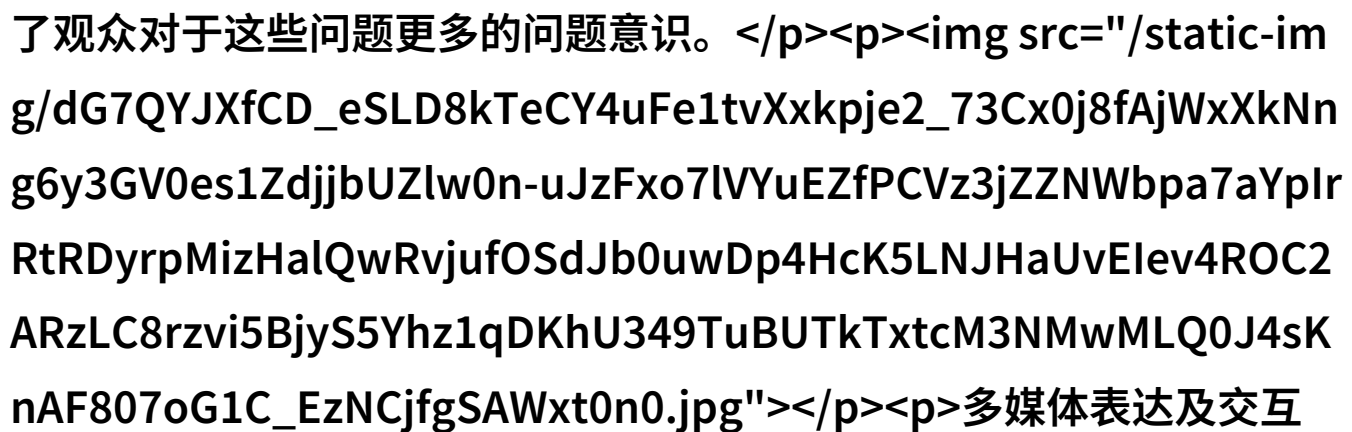 了观众对于这些问题更多的问题意识。</p><p><img src="/static-im
g/dG7QYJXfCD_eSLD8kTeCY4uFe1tvXxkpje2_73Cx0j8fAjWxXkNn
g6y3GV0es1ZdjjbUZlw0n-uJzFxo7lVYuEZfPCVz3jZZNWbpa7aYpIr
RtRDyrpMizHalQwRvjufOSdJb0uwDp4HcK5LNJHaUvEIev4ROC2
ARzLC8rzvi5BjyS5Yhz1qDKhU349TuBUTkTxtcM3NMwMLQ0J4sK
nAF807oG1C_EzNCjfgSAWxt0n0.jpg"></p><p>多媒体表达及交互